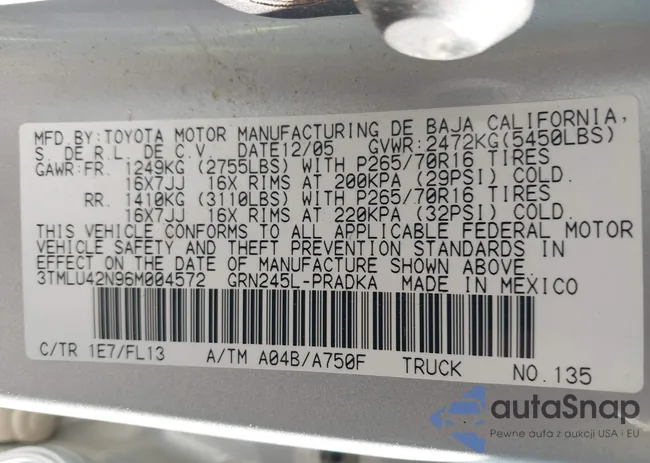 MFD.BY:TOYOTA MOTOR MANUFACTURING DE BAJA CALIFORNIA,
S. DE R.L. DE C.V. DATE12/05 GVWR:2472KG(5450LBS)
GAWR:FR. 1249KG (2755LBS) WITH P265/70R16 TIRES
16X7JJ 16X RIMS AT 200KPA (29PSI) COLD.
RR. 1410KG (3110LBS) WITH P265/70R16 TIRES
16X7JJ 16X RIMS AT 220KPA (32PSI) COLD.
THIS VEHICLE CONFORMS TO ALL APPLICABLE FEDERAL MOTOR
VEHICLE SAFETY AND THEFT PREVENTION STANDARDS IN
EFFECT ON THE DATE OF MANUFACTURE SHOWN ABOVE.
3TMLU42N96M004572 GRN245L-PRADKA MADE IN MEXICO
C/TR 1E7/FL13 A/TM A04B/A750F TRUCK NO.135
autaSnap
Pewne auta z aukcji USA i EU